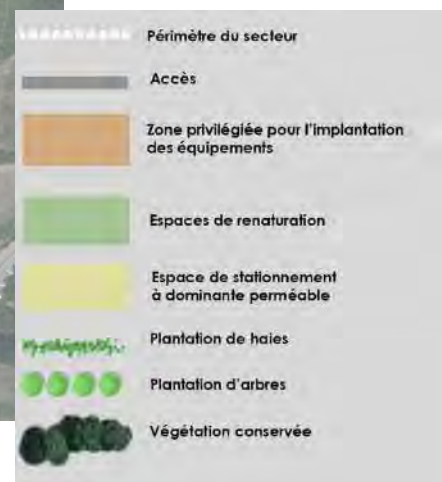 Périmètre du secteur
Accès
Zone privilégiée pour l'implantation
des équipements
Espaces de renaturation
Espace de stationnement
à dominante perméable
Plantation de haies
Plantation d'arbres
Végétation conservée